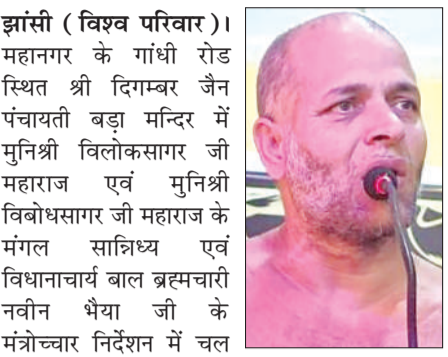 झांसी (विश्व परिवार)।
महानगर के गांधी रोड
स्थित श्री दिगम्बर जैन
पंचायती बड़ा मन्दिर में
मुनिश्री विलोकसागर जी
महाराज एवं मुनिश्री
विबोधसागर जी महाराज के
मंगल सान्निध्य एवं
विधानाचार्य बाल ब्रह्मचारी
नवीन भैया जी के
मंत्रोच्चार निर्देशन में चल